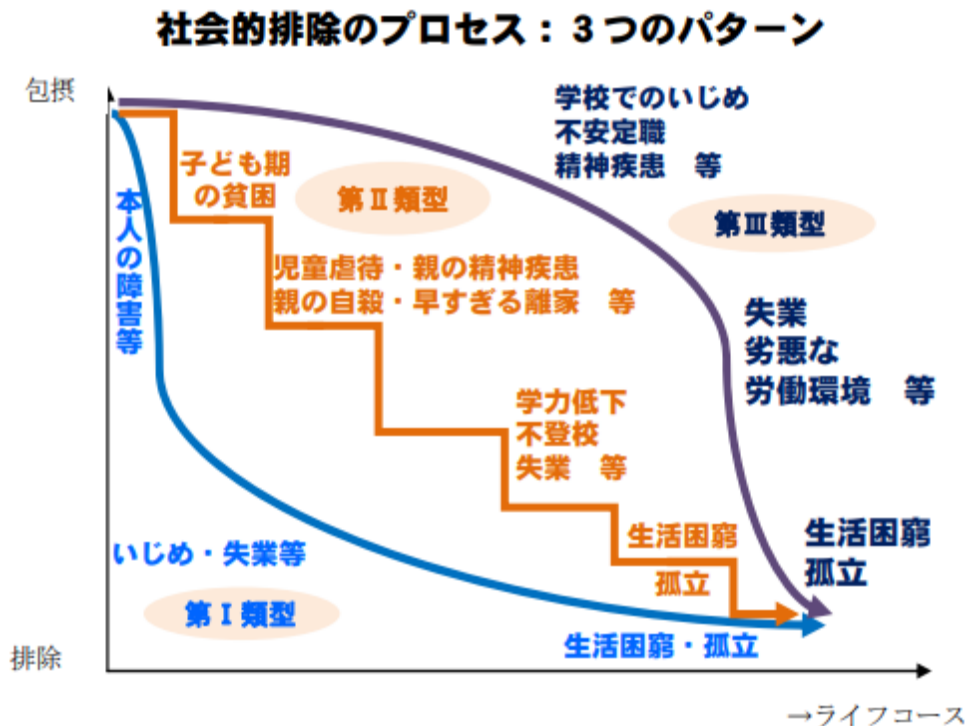 社会的排除のプロセス：３つのパターン
包摂
学校でのいじめ
不安定職
精神疾患　等
子ども期
の貧困
第Ⅱ類型
第Ⅲ類型
本人の障害等
児童虐待・親の精神疾患
親の自殺・早すぎる離家　等
失業
劣悪な
労働環境　等
学力低下
不登校
失業　等
生活困窮
孤立
生活困窮
孤立
いじめ・失業等
第Ⅰ類型
生活困窮・孤立
排除
→ライフコース